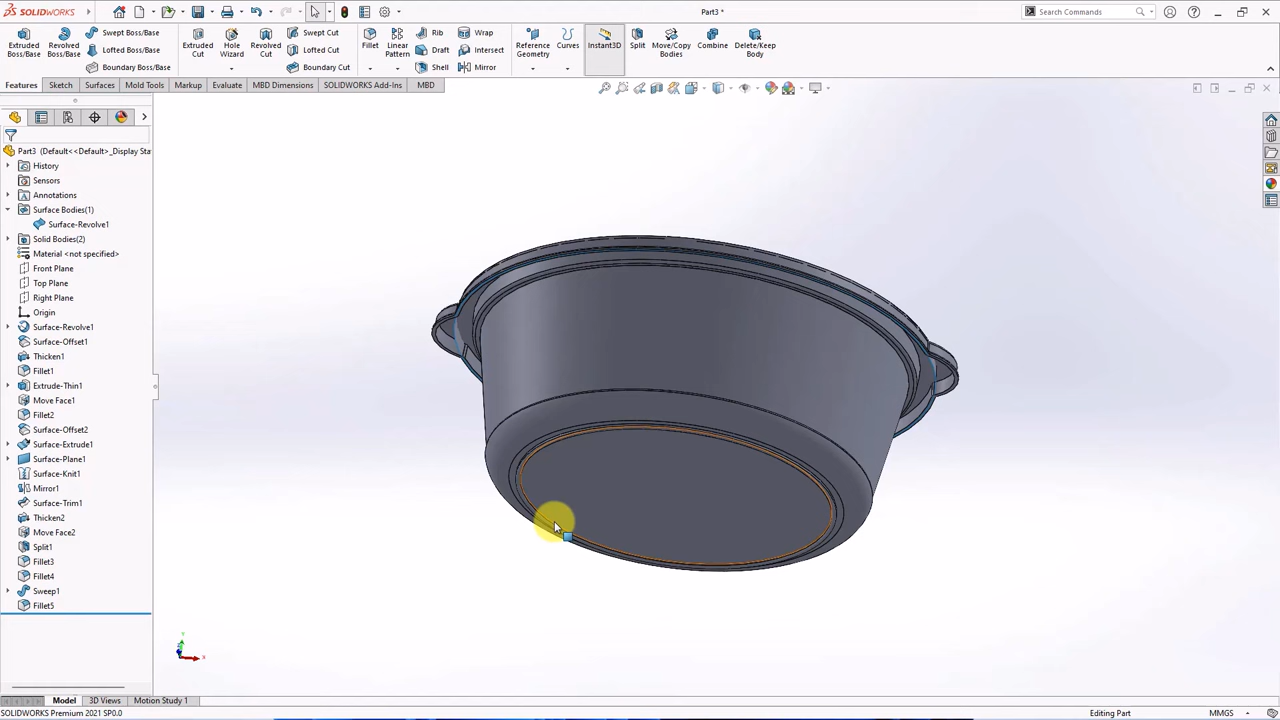 SOLIDWORKS
Part3 *
Search Commands
Extruded Boss/Base
Revolved Boss/Base
Swept Boss/Base
Lofted Boss/Base
Boundary Boss/Base
Extruded Cut
Hole Wizard
Revolved Cut
Swept Cut
Lofted Cut
Boundary Cut
Fillet
Linear Pattern
Rib
Draft
Shell
Wrap
Intersect
Mirror
Reference Geometry
Curves
Instant3D
Split
Move/Copy Bodies
Combine
Delete/Keep Body
Features
Sketch
Surfaces
Mold Tools
Markup
Evaluate
MBD Dimensions
SOLIDWORKS Add-Ins
MBD
Part3 (Default<<Default>_Display Sta
History
Sensors
Annotations
Surface Bodies(1)
Surface-Revolve1
Solid Bodies(2)
Material <not specified>
Front Plane
Top Plane
Right Plane
Origin
Surface-Revolve1
Surface-Offset1
Thicken1
Fillet1
Extrude-Thin1
Move Face1
Fillet2
Surface-Offset2
Surface-Extrude1
Surface-Plane1
Surface-Knit1
Mirror1
Surface-Trim1
Thicken2
Move Face2
Split1
Fillet3
Fillet4
Sweep1
Fillet5
Y
X
Model
3D Views
Motion Study 1
SOLIDWORKS Premium 2021 SP0.0
Editing Part
MMGS